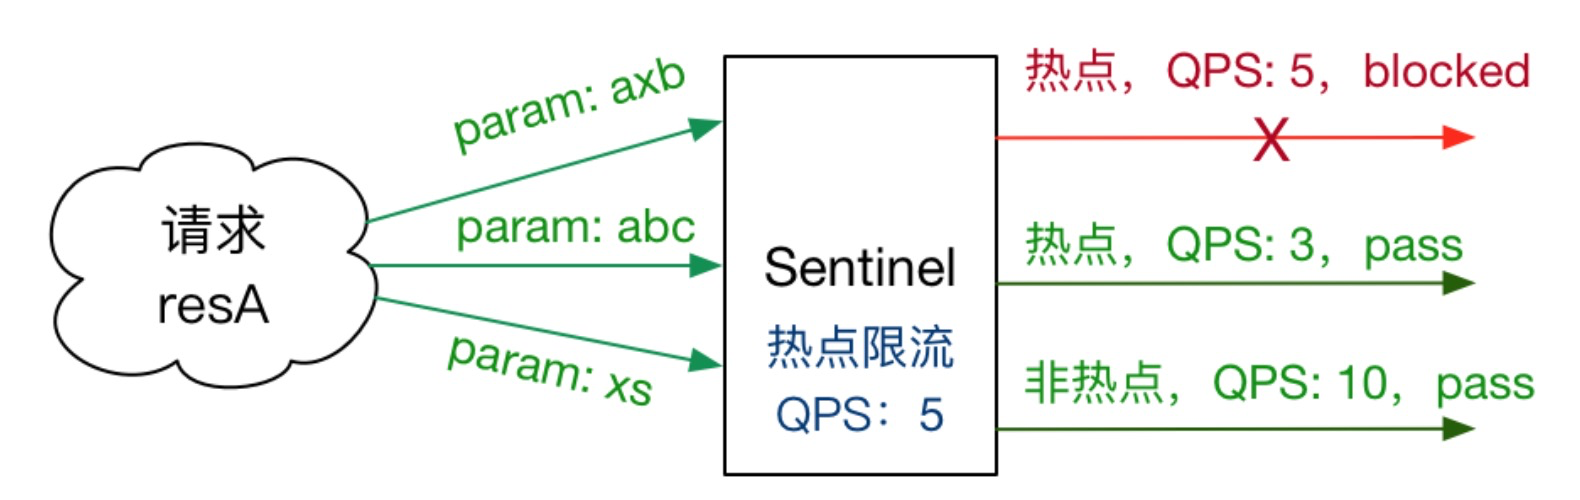 请求
resA
param: axb
param: abc
param: xs
Sentinel
热点限流
QPS：5
热点，QPS: 5，blocked
X
热点，QPS: 3，pass
非热点，QPS: 10，pass